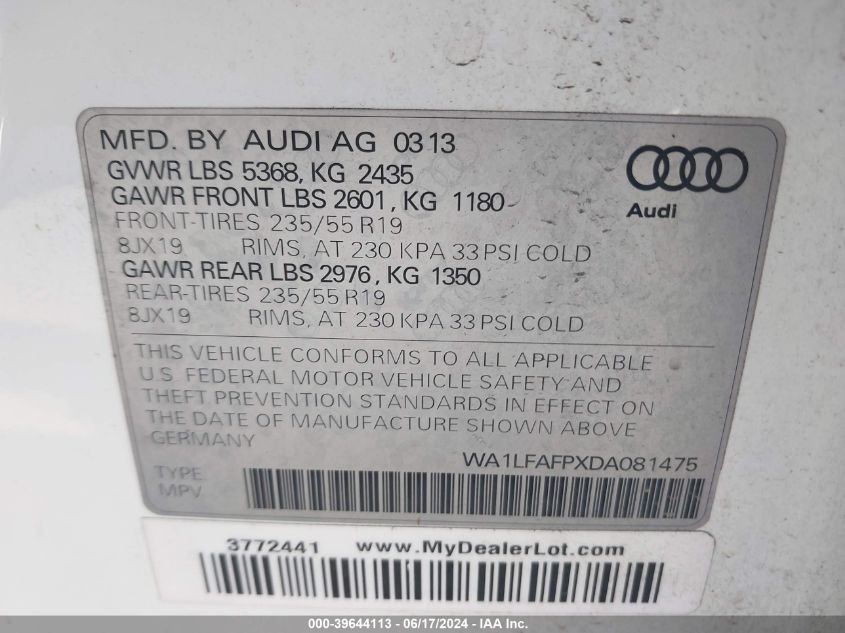 MFD. BY AUDI AG 0313
GVWR LBS 5368, KG 2435
GAWR FRONT LBS 2601, KG 1180
FRONT-TIRES 235/55 R19
8JX19 RIMS, AT 230 KPA 33 PSI COLD
GAWR REAR LBS 2976, KG 1350
REAR-TIRES 235/55 R19
8JX19 RIMS, AT 230 KPA 33 PSI COLD
Audi
THIS VEHICLE CONFORMS TO ALL APPLICABLE
U.S. FEDERAL MOTOR VEHICLE SAFETY AND
THEFT PREVENTION STANDARDS IN EFFECT ON
THE DATE OF MANUFACTURE SHOWN ABOVE
GERMANY
WA1LFAFPXDA081475
TYPE:
MPV
3772441 www.MyDealerLot.com
000-39644113 - 06/17/2024 - IAA Inc.